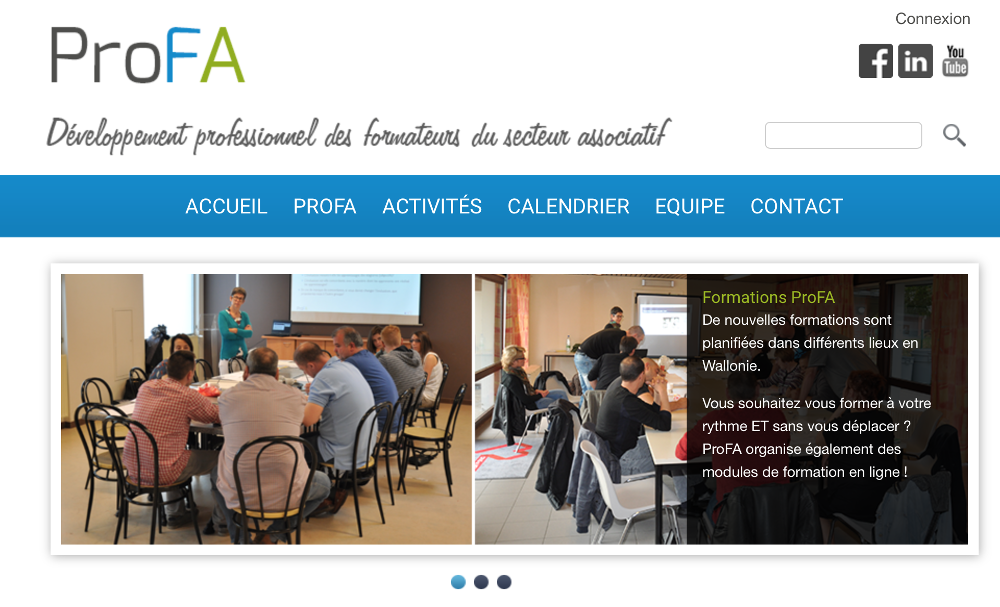 Connexion
ProFA
You
Tube
Développement professionnel des formateurs du secteur associatif
ACCUEIL PROFA ACTIVITÉS CALENDRIER EQUIPE CONTACT
Formations ProFA
De nouvelles formations sont
planifiées dans différents lieux en
Wallonie.
Vous souhaitez vous former à votre
rythme ET sans vous déplacer ?
ProFA organise également des
modules de formation en ligne !